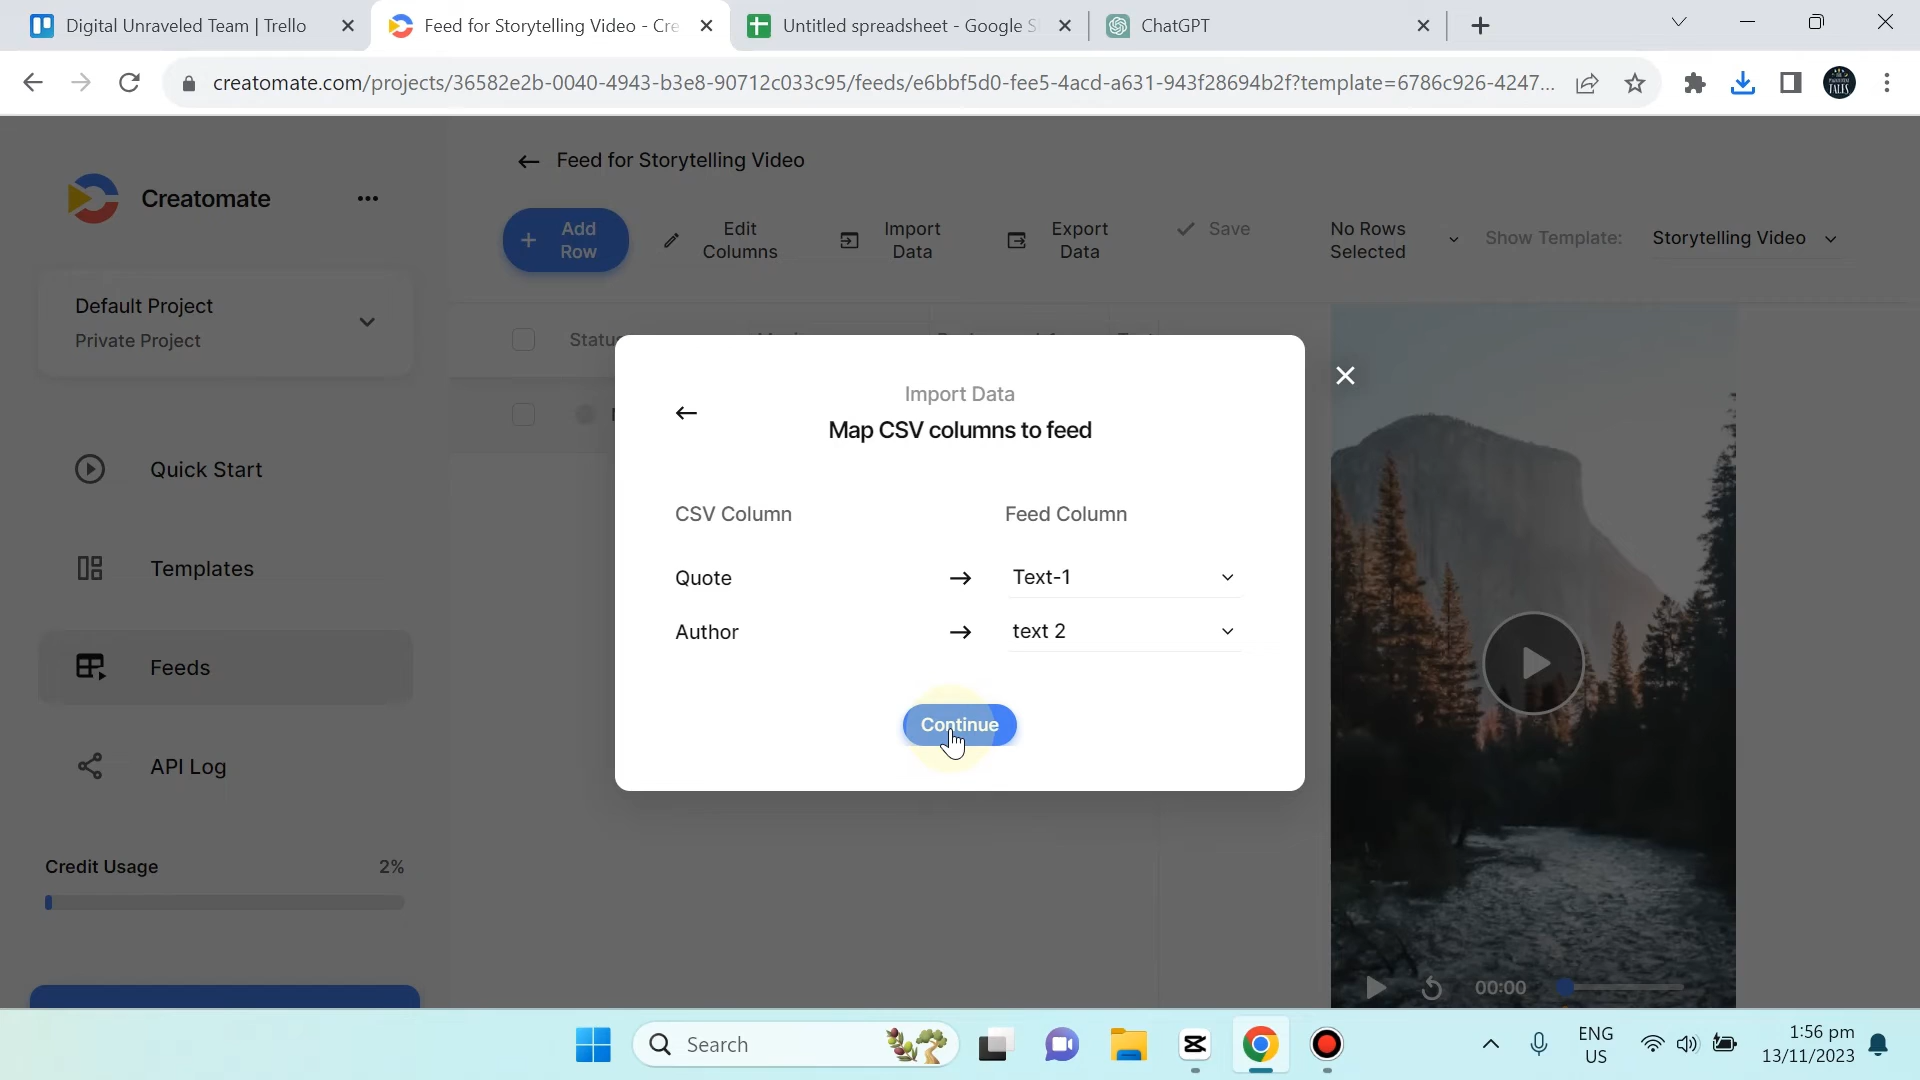 Digital Unraveled Team | Trello
Feed for Storytelling Video - Cre
Untitled spreadsheet - Google S
ChatGPT
creatomate.com/projects/36582e2b-0040-4943-b3e8-90712c033c95/feeds/e6bbf5d0-fee5-4acd-a631-943f28694b2f?template=6786c926-4247...
Feed for Storytelling Video
Creatomate
Add Row
Edit Columns
Import Data
Export Data
Save
No Rows Selected
Show Template:
Storytelling Video
Default Project
Private Project
Statu
Import Data
Map CSV columns to feed
Quick Start
CSV Column
Feed Column
Templates
Quote
Text-1
Author
text 2
Feeds
Continue
API Log
Credit Usage
2%
00:00
Search
ENG
US
1:56 pm
13/11/2023